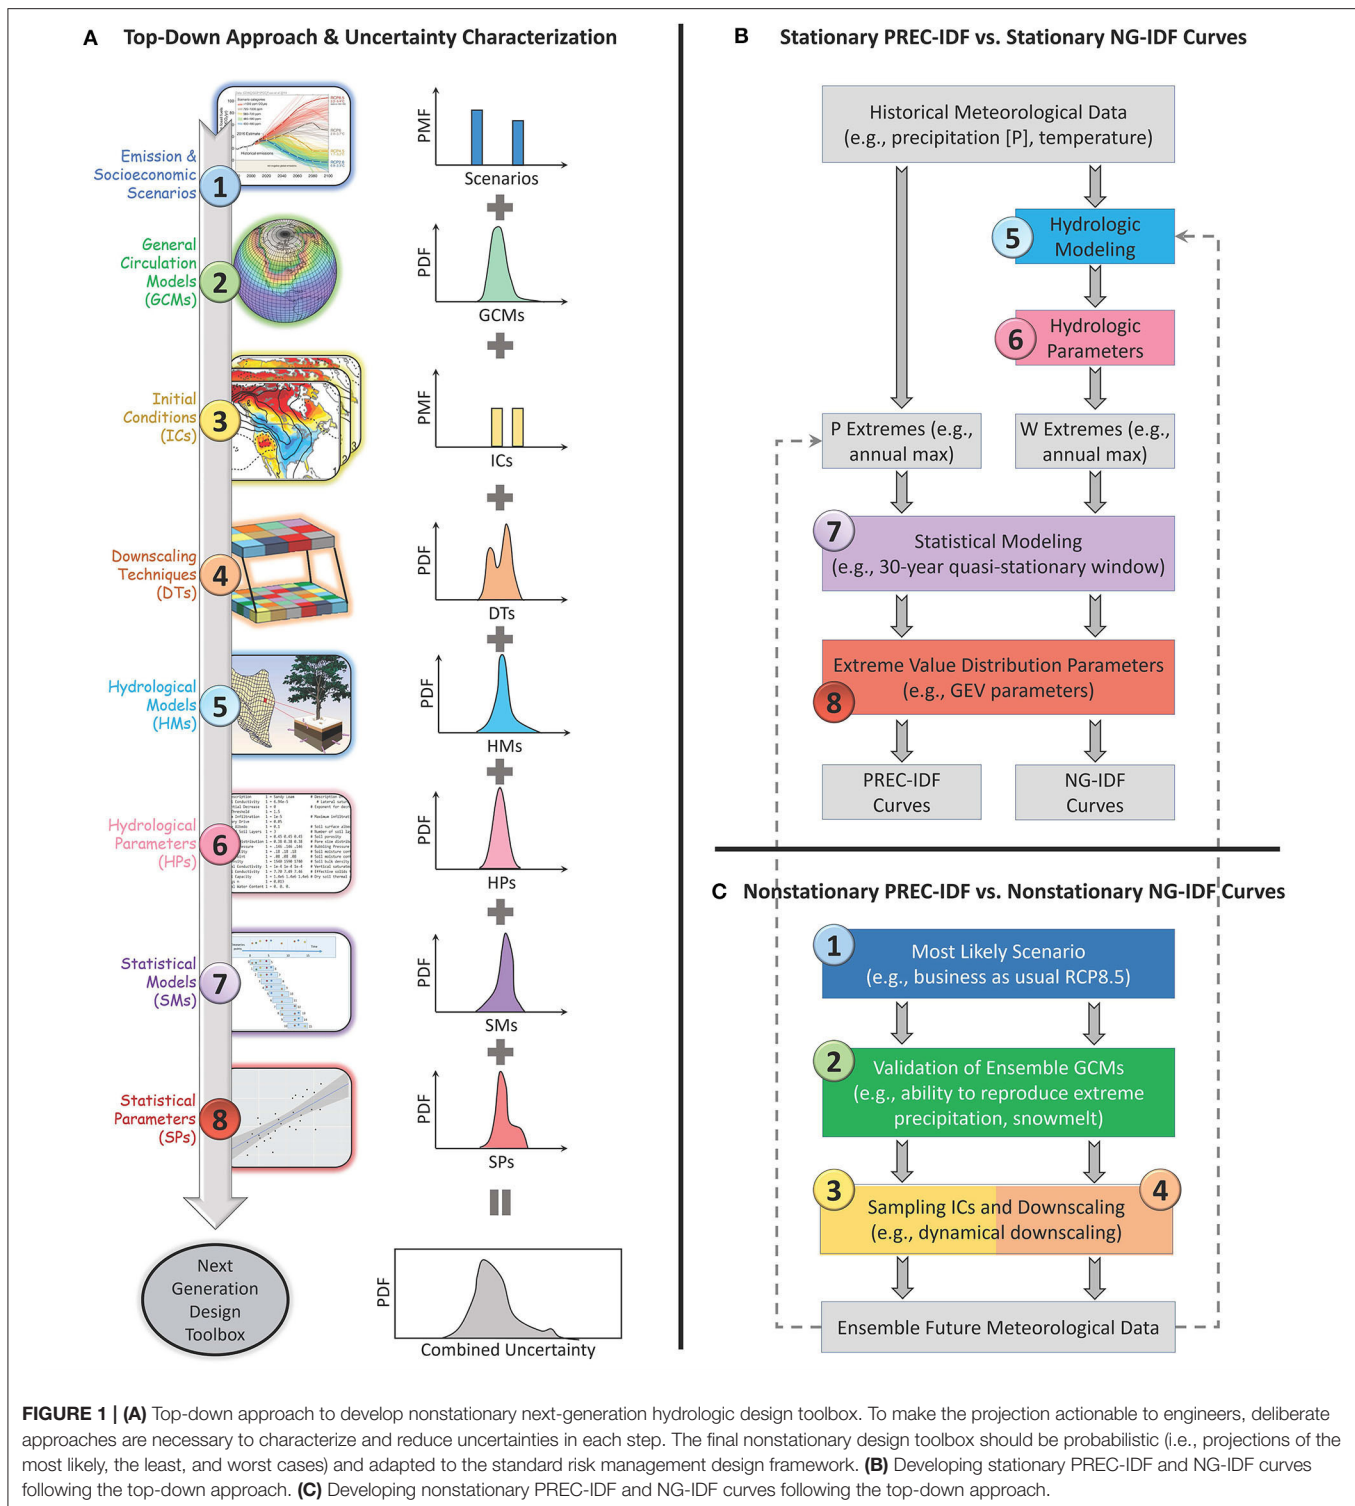 A Top-Down Approach & Uncertainty Characterization
Emission &
Socioeconomic
Scenarios
1
2000 2020 2040 2060 2080 2100
Historical emissions
PMF
Scenarios
General
Circulation
Models
(GCMs)
2
PDF
GCMs
Initial
Conditions
(ICs)
3
PMF
ICs
Downscaling
Techniques
(DTs)
4
PDF
DTs
Hydrological
Models
(HMs)
5
PDF
HMs
Hydrological
Parameters
(HPs)
6
PDF
HPs
Statistical
Models
(SMs)
7
PDF
SMs
Statistical
Parameters
(SPs)
8
PDF
SPs
Next
Generation
Design
Toolbox
PDF
Combined Uncertainty
B Stationary PREC-IDF vs. Stationary NG-IDF Curves
Historical Meteorological Data
(e.g., precipitation [P], temperature)
5
Hydrologic
Modeling
6
Hydrologic
Parameters
P Extremes (e.g.,
annual max)
W Extremes (e.g.,
annual max)
7
Statistical Modeling
(e.g., 30-year quasi-stationary window)
Extreme Value Distribution Parameters
(e.g., GEV parameters)
8
PREC-IDF
Curves
NG-IDF
Curves
C Nonstationary PREC-IDF vs. Nonstationary NG-IDF Curves
1
Most Likely Scenario
(e.g., business as usual RCP8.5)
2
Validation of Ensemble GCMs
(e.g., ability to reproduce extreme
precipitation, snowmelt)
3
4
Sampling ICs and Downscaling
(e.g., dynamical downscaling)
Ensemble Future Meteorological Data
FIGURE 1 | (A) Top-down approach to develop nonstationary next-generation hydrologic design toolbox. To make the projection actionable to engineers, deliberate
approaches are necessary to characterize and reduce uncertainties in each step. The final nonstationary design toolbox should be probabilistic (i.e., projections of the
most likely, the least, and worst cases) and adapted to the standard risk management design framework. (B) Developing stationary PREC-IDF and NG-IDF curves
following the top-down approach. (C) Developing nonstationary PREC-IDF and NG-IDF curves following the top-down approach.